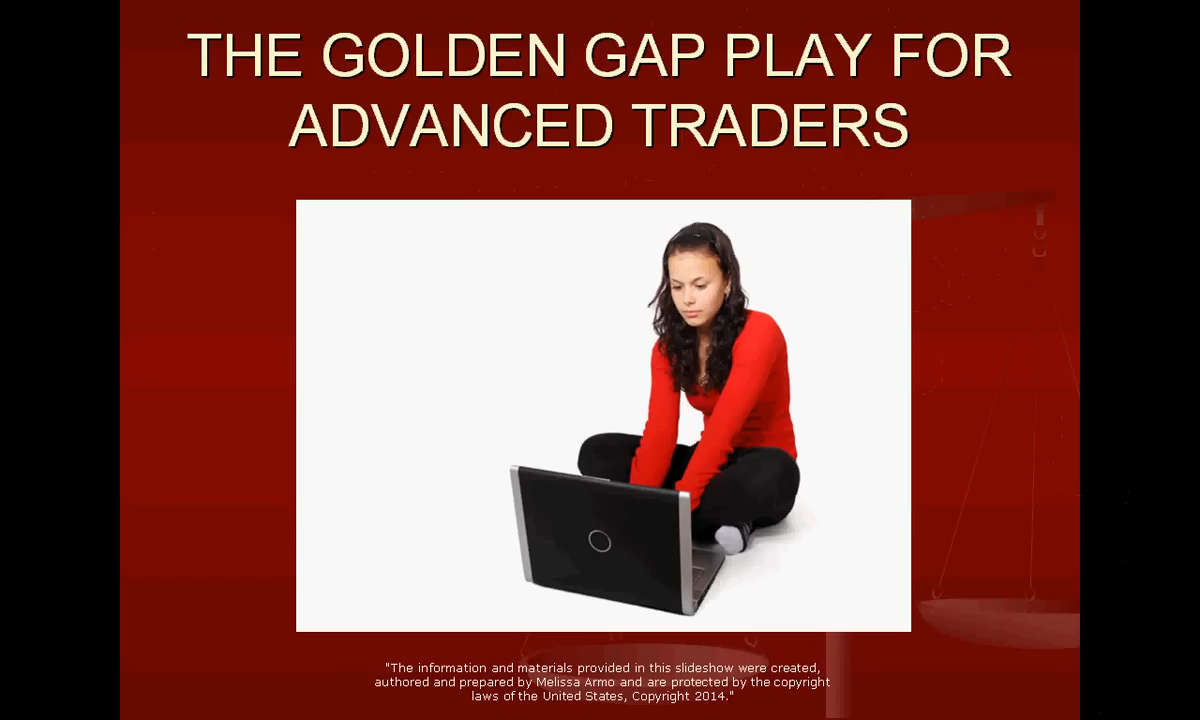 THE GOLDEN GAP PLAY FOR
ADVANCED TRADERS
"The information and materials provided in this slideshow were created,
authored and prepared by Melissa Armo and are protected by the copyright
laws of the United States, Copyright 2014."